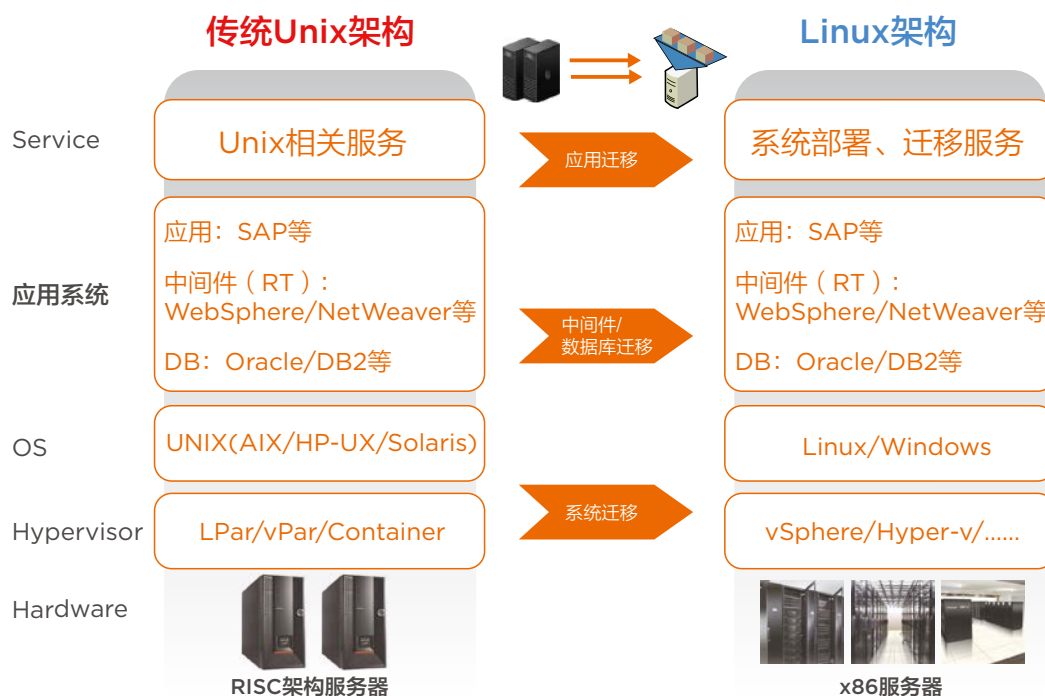 传统Unix架构
Linux架构
Service
Unix相关服务
应用迁移
系统部署、迁移服务
应用系统
应用：SAP等
中间件（RT）:
WebSphere/NetWeaver等
DB：Oracle/DB2等
中间件/
数据库迁移
应用：SAP等
中间件（RT）:
WebSphere/NetWeaver等
DB：Oracle/DB2等
OS
UNIX(AIX/HP-UX/Solaris)
Linux/Windows
系统迁移
Hypervisor
LPar/vPar/Container
vSphere/Hyper-v/......
Hardware
RISC架构服务器
x86服务器